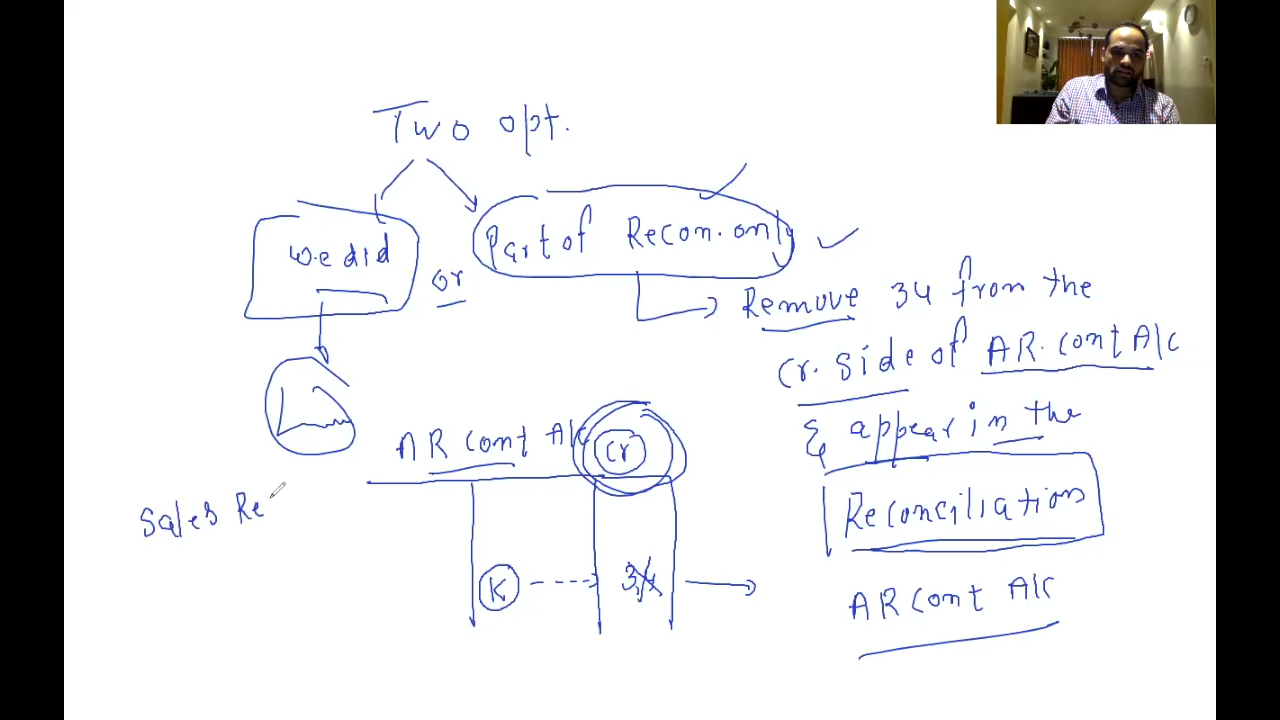 Two opt.
we did
or
Part of Recon. only
Remove 34 from the
Cr. side of AR. cont A/c
& appear in the
Reconciliation
AR cont A/c
AR cont A/c
Cr
K
34
Sales Re